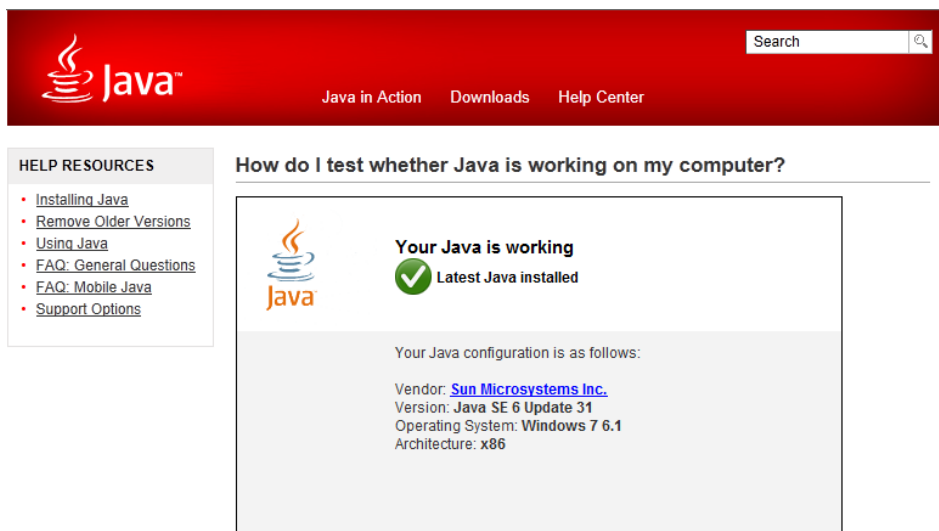 Java™
Search
Java in Action Downloads Help Center
HELP RESOURCES
Installing Java
Remove Older Versions
Using Java
FAQ: General Questions
FAQ: Mobile Java
Support Options
How do I test whether Java is working on my computer?
Java
Your Java is working
Latest Java installed
Your Java configuration is as follows:
Vendor: Sun Microsystems Inc.
Version: Java SE 6 Update 31
Operating System: Windows 7 6.1
Architecture: x86